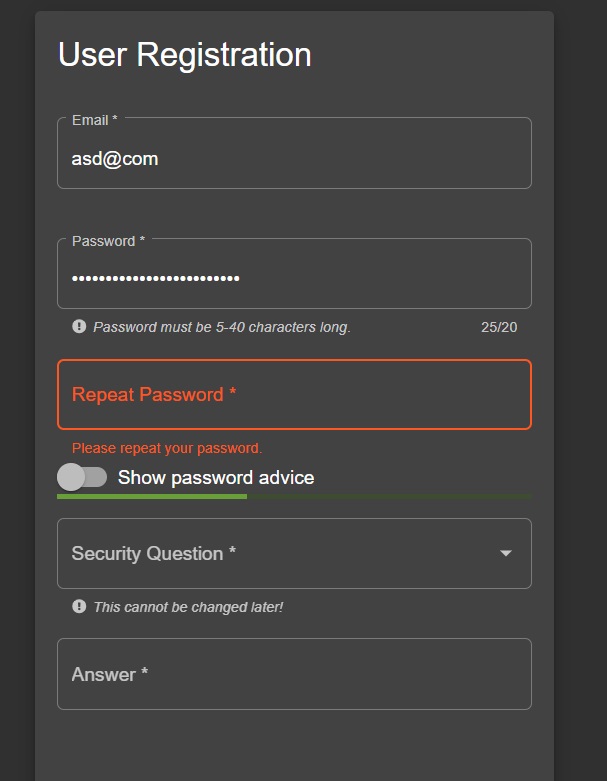 User Registration
Email *
asd@com
Password *
•••••••••••••••••••••••••
Password must be 5-40 characters long. 25/20
Repeat Password *
Please repeat your password.
Show password advice
Security Question *
This cannot be changed later!
Answer *